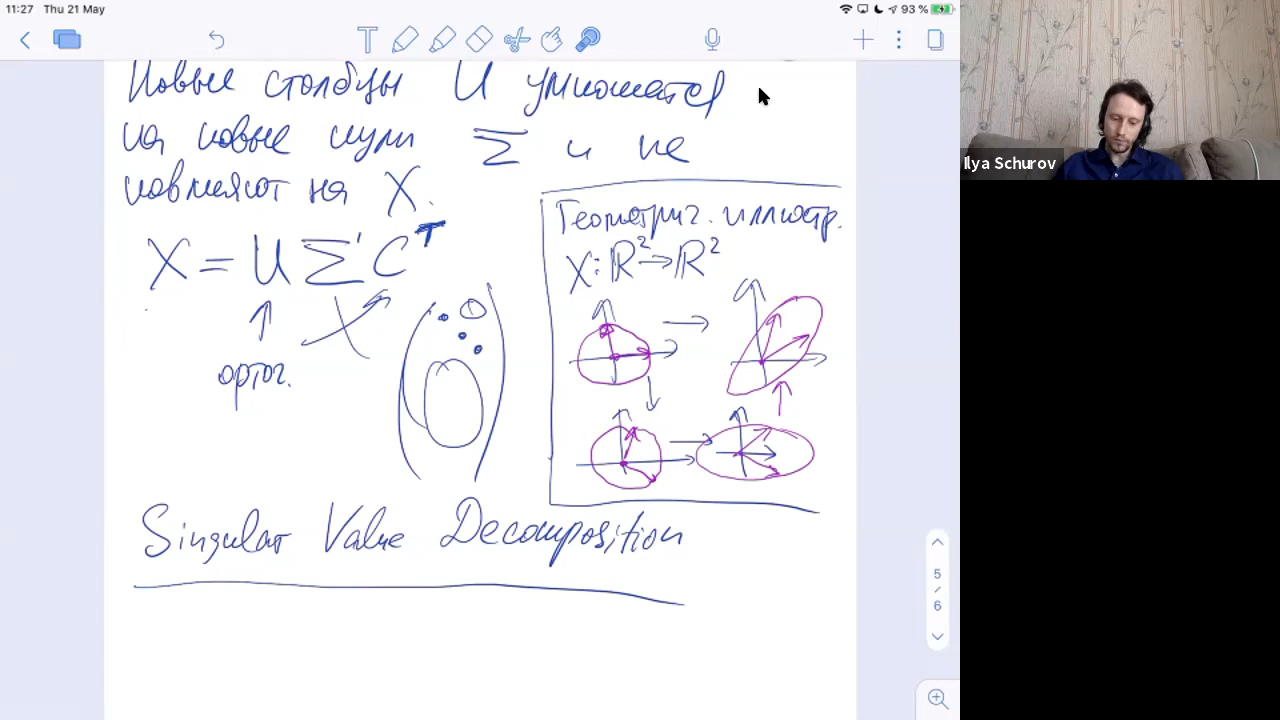 11:27 Thu 21 May
93 %
Новые столбцы U умножатся
на новые нули Σ и не
повлияют на X.
X = U Σ' C^T
ортог.
Геометрич. иллюстр.
X: ℝ² → ℝ²
Singular Value Decomposition
5
/
6
Ilya Schurov